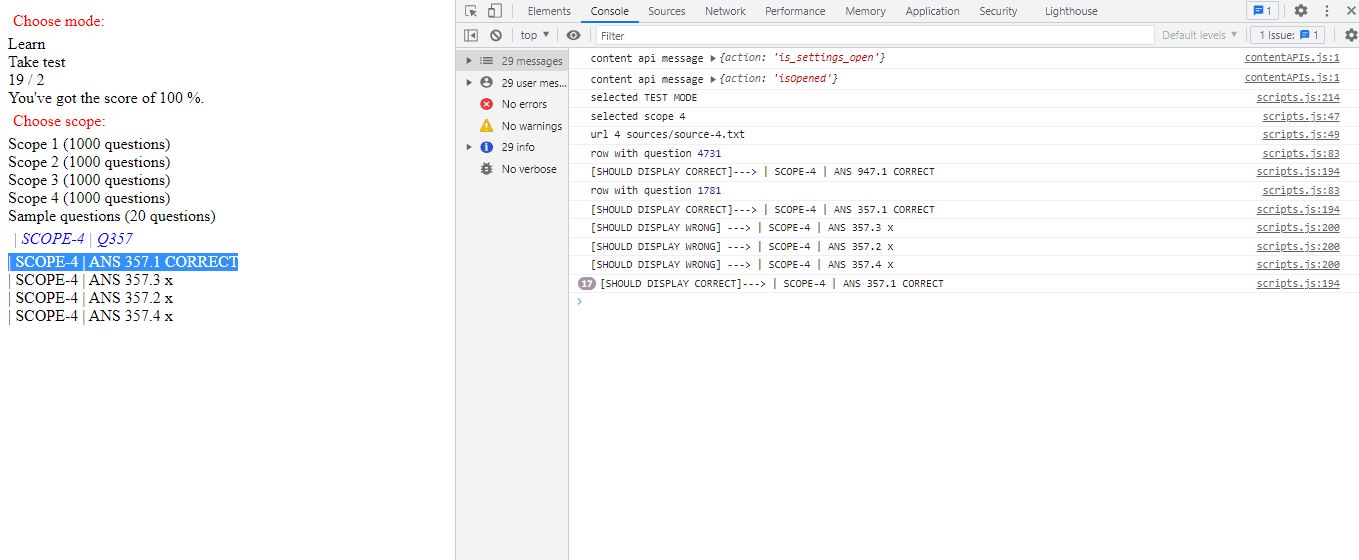 Choose mode:
Learn
Take test
19 / 2
You've got the score of 100 %.
Choose scope:
Scope 1 (1000 questions)
Scope 2 (1000 questions)
Scope 3 (1000 questions)
Scope 4 (1000 questions)
Sample questions (20 questions)
| SCOPE-4 | Q357
| SCOPE-4 | ANS 357.1 CORRECT
| SCOPE-4 | ANS 357.3 x
| SCOPE-4 | ANS 357.2 x
| SCOPE-4 | ANS 357.4 x
Elements Console Sources Network Performance Memory Application Security Lighthouse 1
top Filter Default levels 1 Issue: 1
29 messages
29 user mes...
No errors
No warnings
29 info
No verbose
content api message {action: 'is_settings_open'} contentAPIs.js:1
content api message {action: 'isOpened'} contentAPIs.js:1
selected TEST MODE scripts.js:214
selected scope 4 scripts.js:47
url 4 sources/source-4.txt scripts.js:49
row with question 4731 scripts.js:83
[SHOULD DISPLAY CORRECT]---> | SCOPE-4 | ANS 947.1 CORRECT scripts.js:194
row with question 1781 scripts.js:83
[SHOULD DISPLAY CORRECT]---> | SCOPE-4 | ANS 357.1 CORRECT scripts.js:194
[SHOULD DISPLAY WRONG] ---> | SCOPE-4 | ANS 357.3 x scripts.js:200
[SHOULD DISPLAY WRONG] ---> | SCOPE-4 | ANS 357.2 x scripts.js:200
[SHOULD DISPLAY WRONG] ---> | SCOPE-4 | ANS 357.4 x scripts.js:200
17 [SHOULD DISPLAY CORRECT]---> | SCOPE-4 | ANS 357.1 CORRECT scripts.js:194